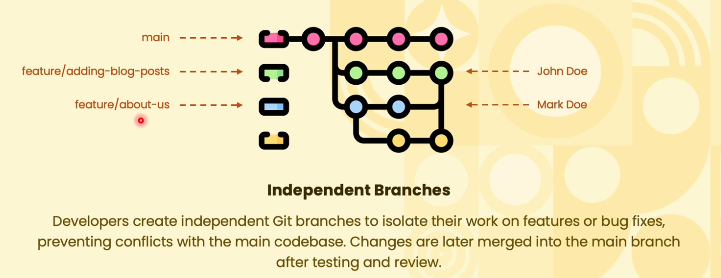 main
feature/adding-blog-posts
John Doe
feature/about-us
Mark Doe
Independent Branches
Developers create independent Git branches to isolate their work on features or bug fixes,
preventing conflicts with the main codebase. Changes are later merged into the main branch
after testing and review.